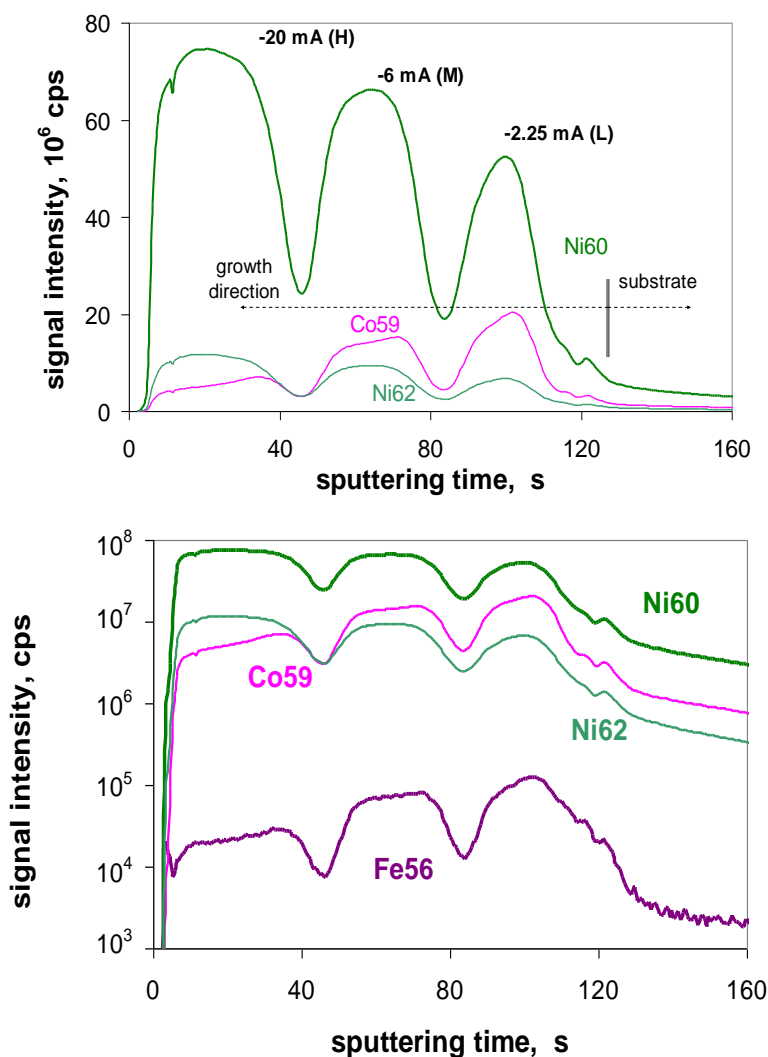 signal intensity, 10⁶ cps
80
60
40
20
0
-20 mA (H)
-6 mA (M)
-2.25 mA (L)
Ni60
growth
direction
substrate
Co59
Ni62
0 40 80 120 160
sputtering time, s
signal intensity, cps
10⁸
10⁷
10⁶
10⁵
10⁴
10³
Ni60
Co59
Ni62
Fe56
0 40 80 120 160
sputtering time, s